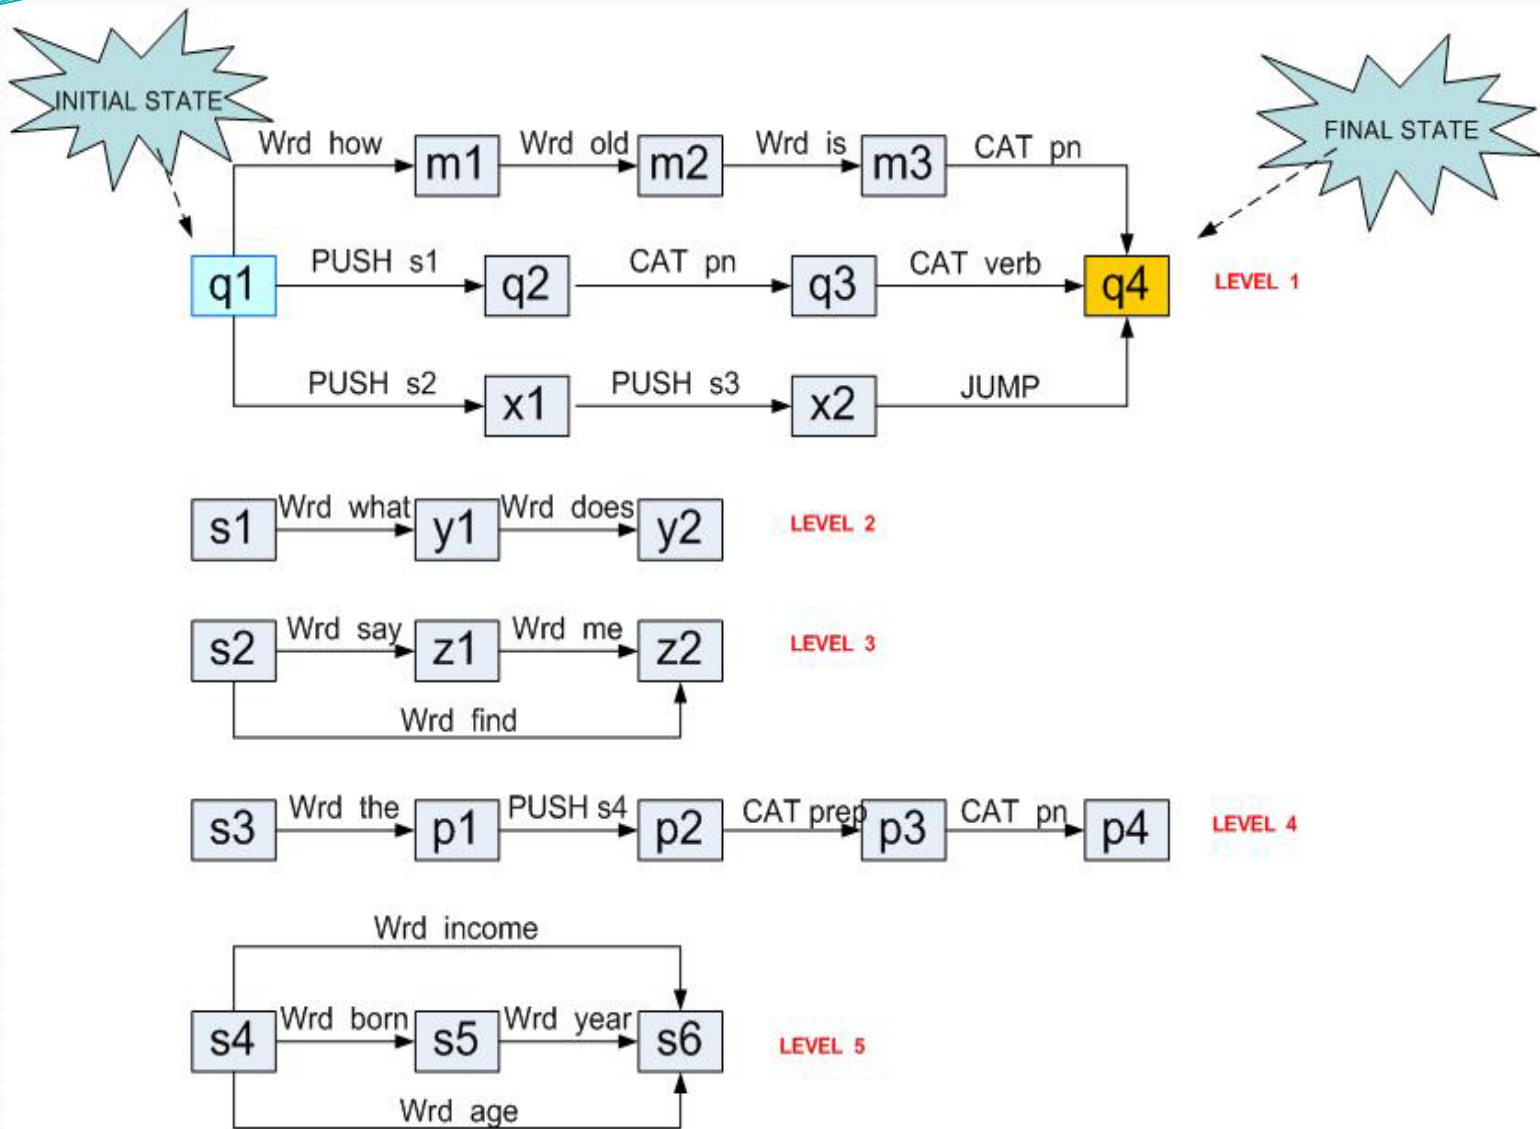 INITIAL STATE
FINAL STATE
Wrd how
m1
Wrd old
m2
Wrd is
m3
CAT pn
q1
PUSH s1
q2
CAT pn
q3
CAT verb
q4
LEVEL 1
PUSH s2
x1
PUSH s3
x2
JUMP
s1
Wrd what
y1
Wrd does
y2
LEVEL 2
s2
Wrd say
z1
Wrd me
z2
LEVEL 3
Wrd find
s3
Wrd the
p1
PUSH s4
p2
CAT prep
p3
CAT pn
p4
LEVEL 4
Wrd income
s4
Wrd born
s5
Wrd year
s6
LEVEL 5
Wrd age